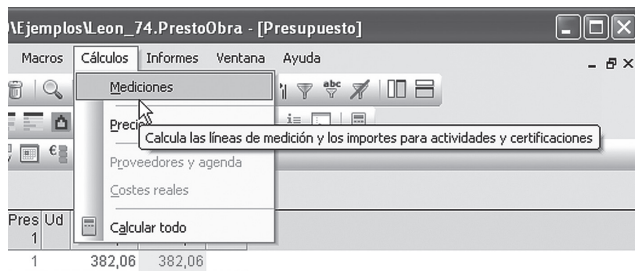 \Ejemplos\Leon_74.PrestoObra - [Presupuesto]
Macros Cálculos Informes Ventana Ayuda
Mediciones
abc
Calcula las líneas de medición y los importes para actividades y certificaciones
Proveedores y agenda
Costes reales
Calcular todo
Pres Ud
1
1 382,06 382,06